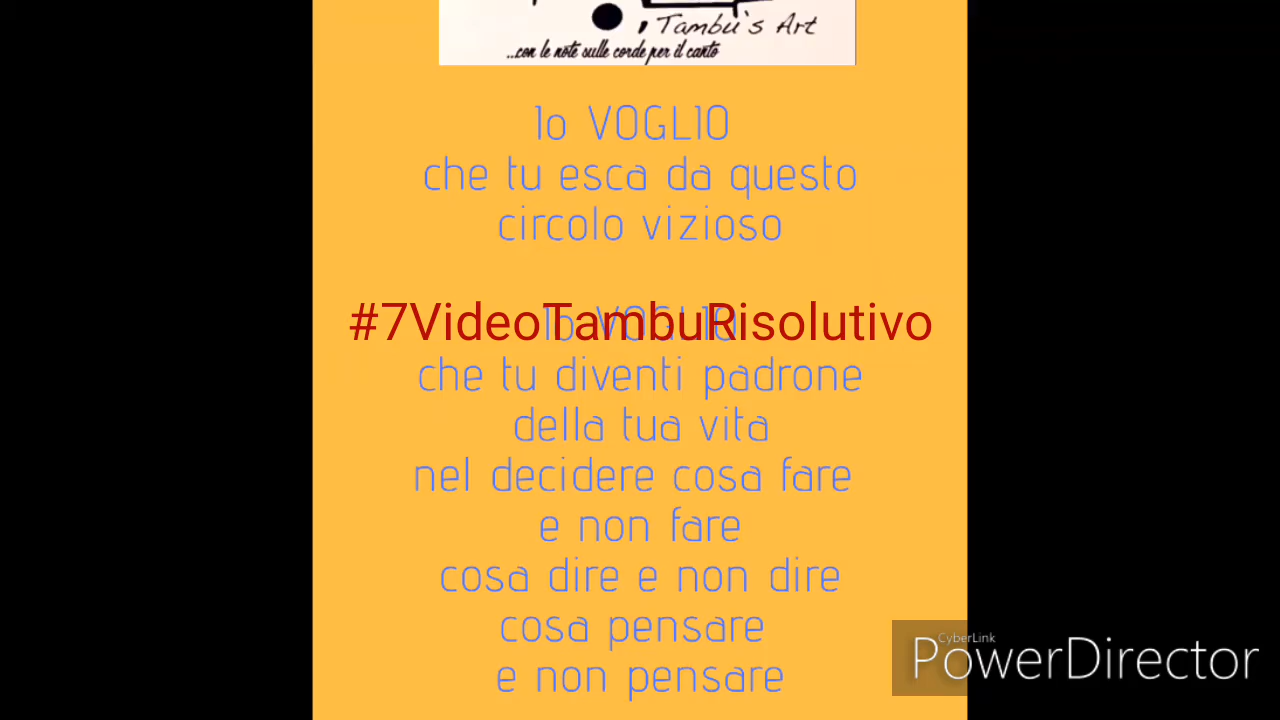 , Tambu's Art
...con le note sulle corde per il canto
Io VOGLIO
che tu esca da questo
circolo vizioso
#7VideoTambuRisolutivo
Io VOGLIO
che tu diventi padrone
della tua vita
nel decidere cosa fare
e non fare
cosa dire e non dire
cosa pensare
e non pensare
CyberLink
PowerDirector